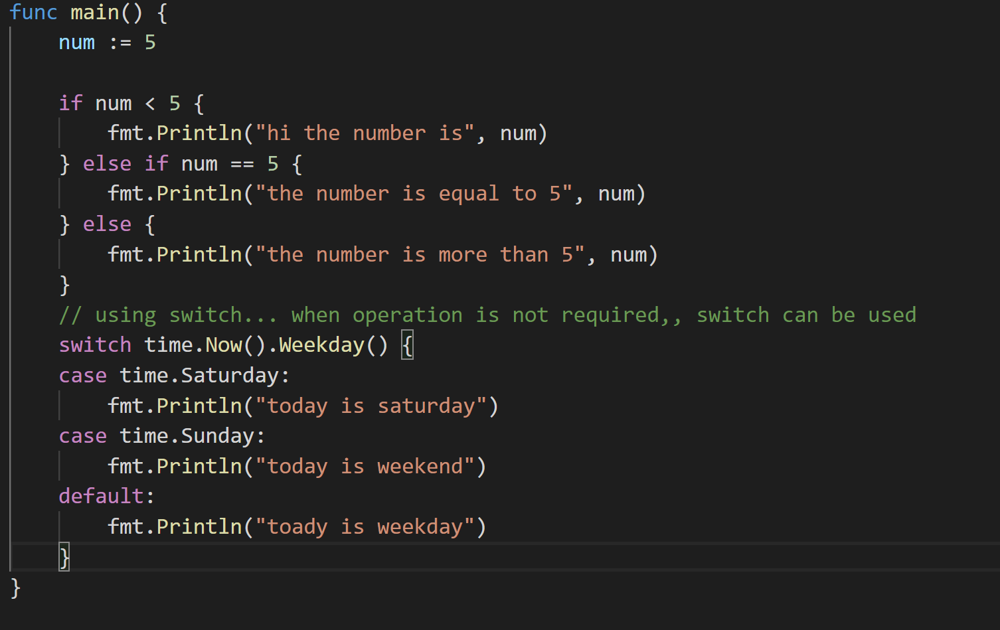 func main() {
    num := 5

    if num < 5 {
        fmt.Println("hi the number is", num)
    } else if num == 5 {
        fmt.Println("the number is equal to 5", num)
    } else {
        fmt.Println("the number is more than 5", num)
    }
    // using switch... when operation is not required,, switch can be used
    switch time.Now().Weekday() {
    case time.Saturday:
        fmt.Println("today is saturday")
    case time.Sunday:
        fmt.Println("today is weekend")
    default:
        fmt.Println("toady is weekday")
    }
}